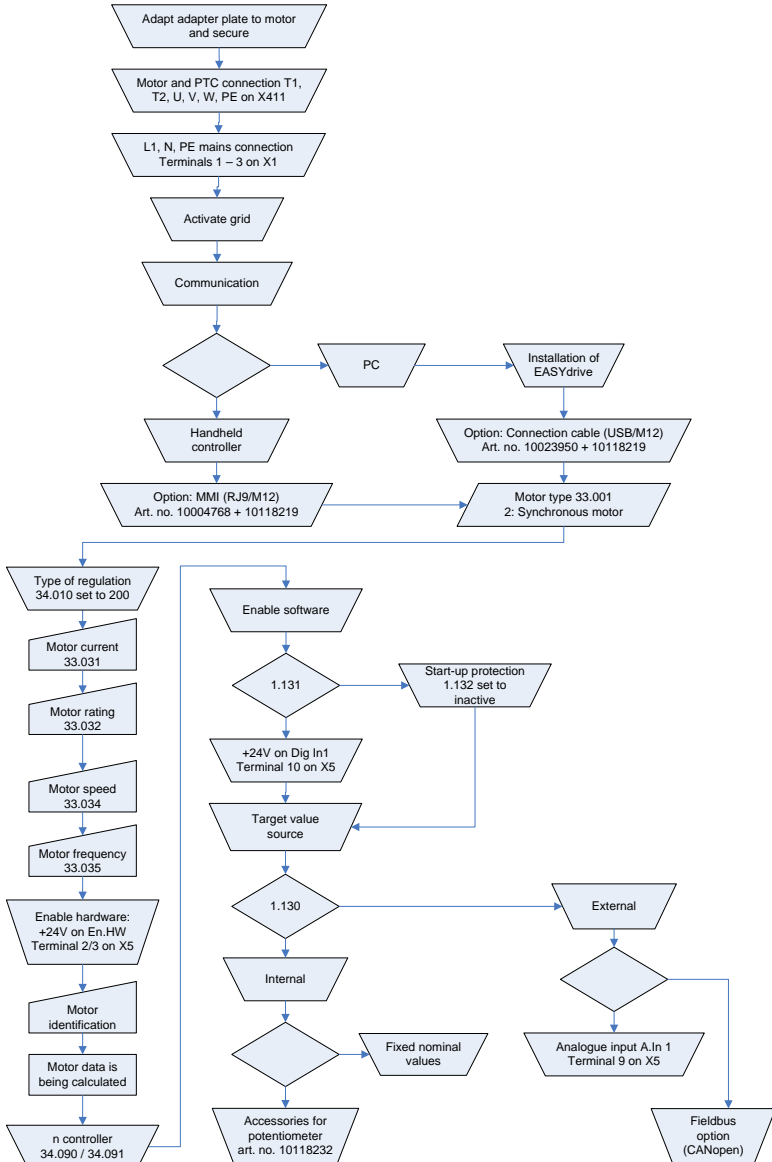 Adapt adapter plate to motor
and secure
Motor and PTC connection T1,
T2, U, V, W, PE on X411
L1, N, PE mains connection
Terminals 1 – 3 on X1
Activate grid
Communication
PC
Installation of
EASYdrive
Handheld
controller
Option: Connection cable (USB/M12)
Art. no. 10023950 + 10118219
Option: MMI (RJ9/M12)
Art. no. 10004768 + 10118219
Motor type 33.001
2: Synchronous motor
Type of regulation
34.010 set to 200
Motor current
33.031
Motor rating
33.032
Motor speed
33.034
Motor frequency
33.035
Enable hardware:
+24V on En.HW
Terminal 2/3 on X5
Motor
identification
Motor data is
being calculated
n controller
34.090 / 34.091
Enable software
1.131
Start-up protection
1.132 set to
inactive
+24V on Dig In1
Terminal 10 on X5
Target value
source
1.130
External
Internal
Fixed nominal
values
Analogue input A.In 1
Terminal 9 on X5
Accessories for
potentiometer
art. no. 10118232
Fieldbus
option
(CANopen)